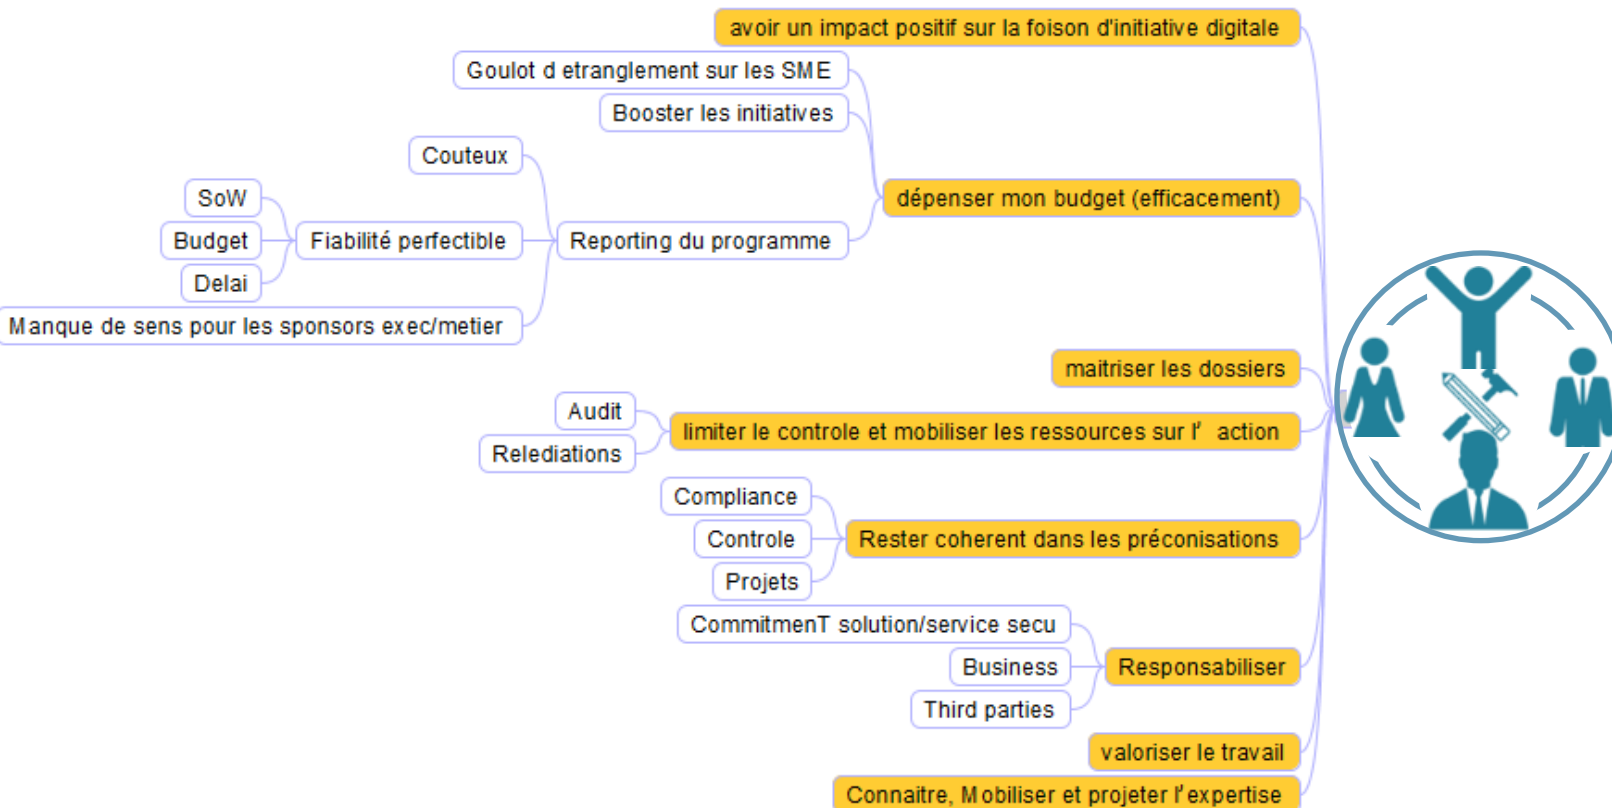 avoir un impact positif sur la foison d'initiative digitale
Goulot d etranglement sur les SME
Booster les initiatives
Couteux
SoW
dépenser mon budget (efficacement)
Budget
Fiabilité perfectible
Reporting du programme
Delai
Manque de sens pour les sponsors exec/metier
maitriser les dossiers
Audit
limiter le controle et mobiliser les ressources sur l’ action
Relediations
Compliance
Controle
Rester coherent dans les préconisations
Projets
CommitmenT solution/service secu
Business
Responsabiliser
Third parties
valoriser le travail
Connaitre, Mobiliser et projeter l'expertise